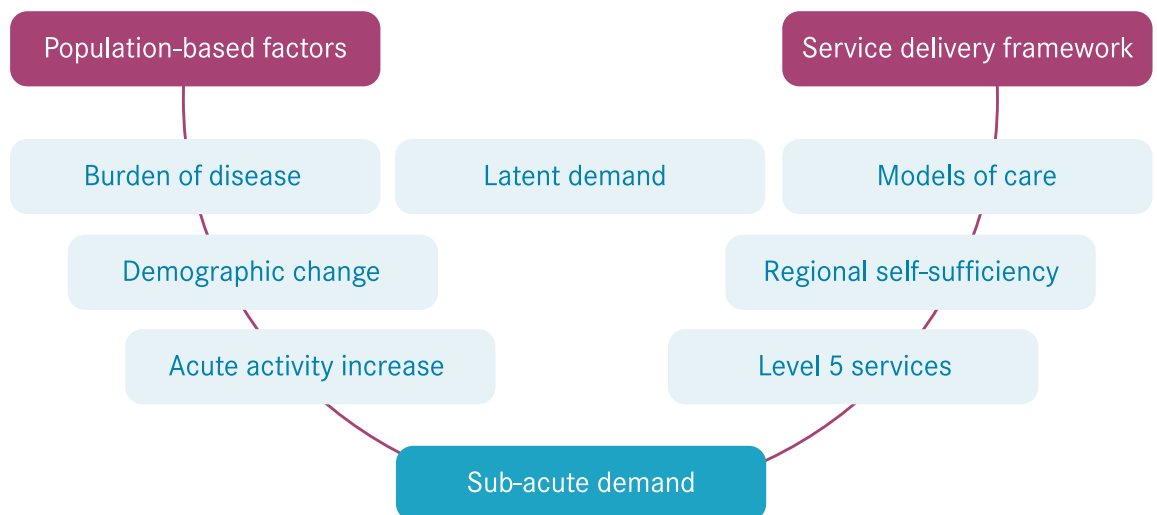 Population-based factors
Service delivery framework
Burden of disease
Latent demand
Models of care
Demographic change
Regional self-sufficiency
Acute activity increase
Level 5 services
Sub-acute demand